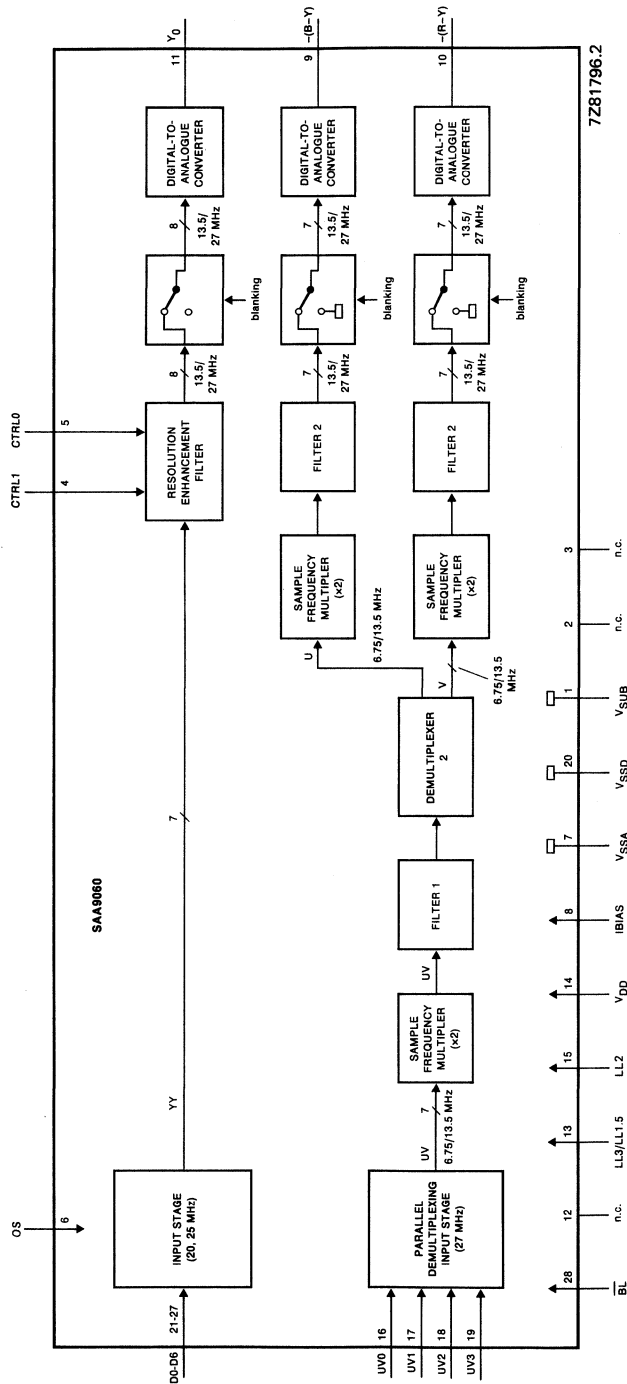 SAA9060
CTRL1
4
CTRL0
5
OS
6
D0-D6
21-27
INPUT STAGE
(20, 25 MHz)
YY
7
RESOLUTION
ENHANCEMENT
FILTER
8
13.5/
27 MHz
blanking
8
13.5/
27 MHz
DIGITAL-TO-
ANALOGUE
CONVERTER
11
Y0
UV0
16
UV1
17
UV2
18
UV3
19
PARALLEL
DEMULTIPLEXING
INPUT STAGE
(27 MHz)
UV
7
6.75/13.5 MHz
SAMPLE
FREQUENCY
MULTIPLER
(x2)
UV
FILTER 1
DEMULTIPLEXER
2
U
6.75/13.5 MHz
SAMPLE
FREQUENCY
MULTIPLER
(x2)
FILTER 2
7
13.5/
27 MHz
blanking
7
13.5/
27 MHz
DIGITAL-TO-
ANALOGUE
CONVERTER
9
-(B-Y)
V
6.75/13.5
MHz
SAMPLE
FREQUENCY
MULTIPLER
(x2)
FILTER 2
7
13.5/
27 MHz
blanking
7
13.5/
27 MHz
DIGITAL-TO-
ANALOGUE
CONVERTER
10
-(R-Y)
28
BL
12
n.c.
13
LL3/LL1.5
15
LL2
14
VDD
8
IBIAS
7
VSSA
20
VSSD
1
VSUB
2
n.c.
3
n.c.
7Z81796.2